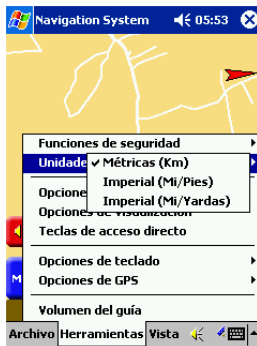 Navigation System 05:53
Funciones de seguridad
Unidade
Métricas (Km)
Imperial (Mi/Pies)
Imperial (Mi/Yardas)
Opcione
Opciones de visualización
Teclas de acceso directo
Opciones de teclado
Opciones de GPS
Volumen del guía
M
Archivo Herramientas Vista